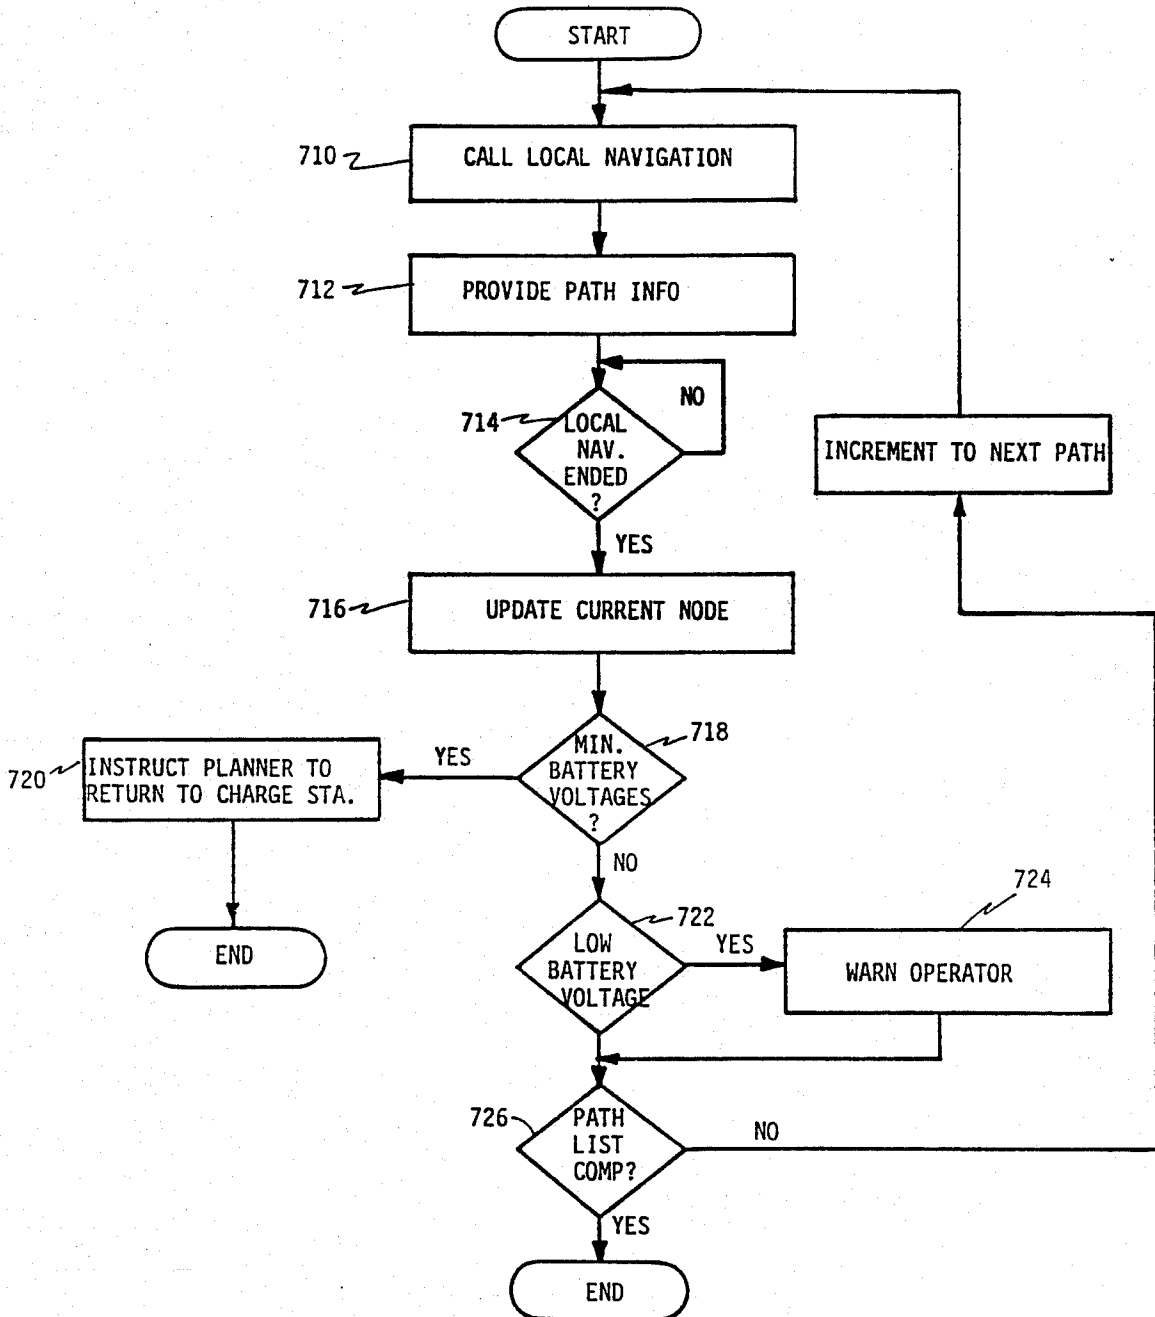 START
710
CALL LOCAL NAVIGATION
712
PROVIDE PATH INFO
714
LOCAL
NAV.
ENDED
?
NO
YES
INCREMENT TO NEXT PATH
716
UPDATE CURRENT NODE
718
MIN.
BATTERY
VOLTAGES
?
YES
720
INSTRUCT PLANNER TO
RETURN TO CHARGE STA.
END
NO
722
LOW
BATTERY
VOLTAGE
YES
724
WARN OPERATOR
726
PATH
LIST
COMP?
NO
YES
END